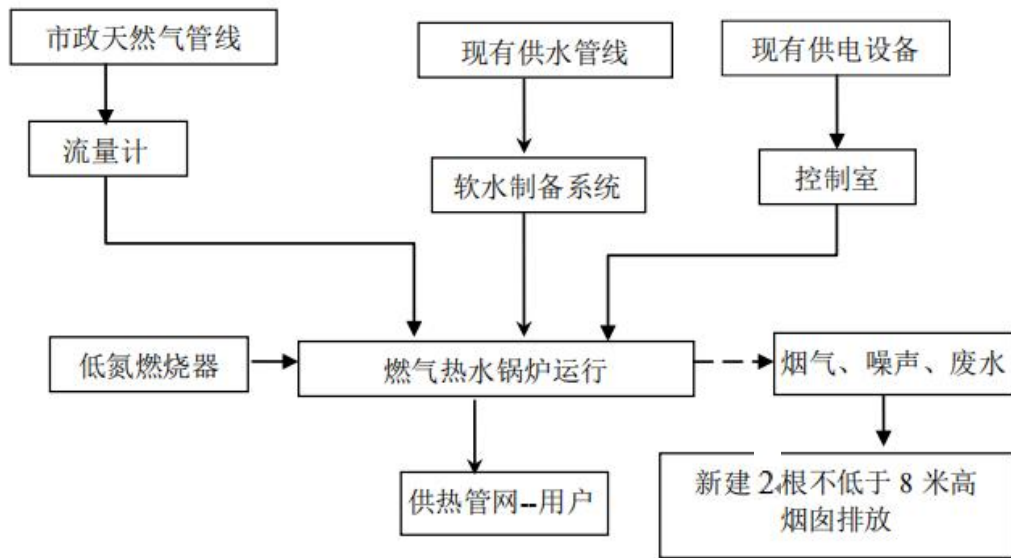 市政天然气管线
现有供水管线
现有供电设备
流量计
软水制备系统
控制室
低氮燃烧器
燃气热水锅炉运行
烟气、噪声、废水
供热管网--用户
新建 2 根不低于 8 米高
烟囱排放